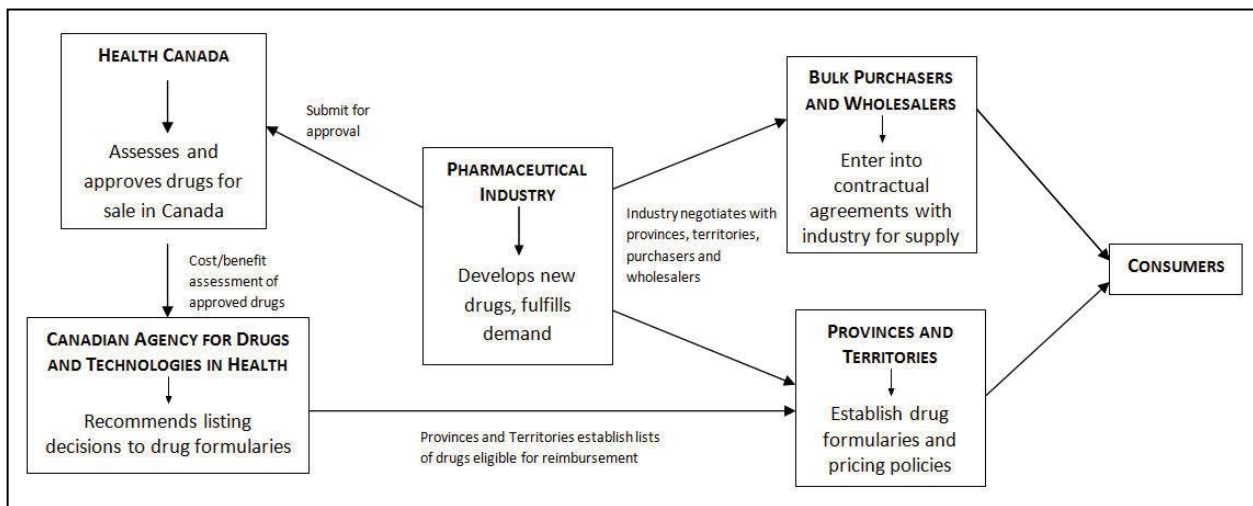 HEALTH CANADA
Assesses and
approves drugs for
sale in Canada
Submit for
approval
Cost/benefit
assessment of
approved drugs
CANADIAN AGENCY FOR DRUGS
AND TECHNOLOGIES IN HEALTH
Recommends listing
decisions to drug formularies
PHARMACEUTICAL
INDUSTRY
Develops new
drugs, fulfills
demand
Industry negotiates with
provinces, territories,
purchasers and
wholesalers
Provinces and Territories establish lists
of drugs eligible for reimbursement
BULK PURCHASERS
AND WHOLESALERS
Enter into
contractual
agreements with
industry for supply
PROVINCES AND
TERRITORIES
Establish drug
formularies and
pricing policies
CONSUMERS